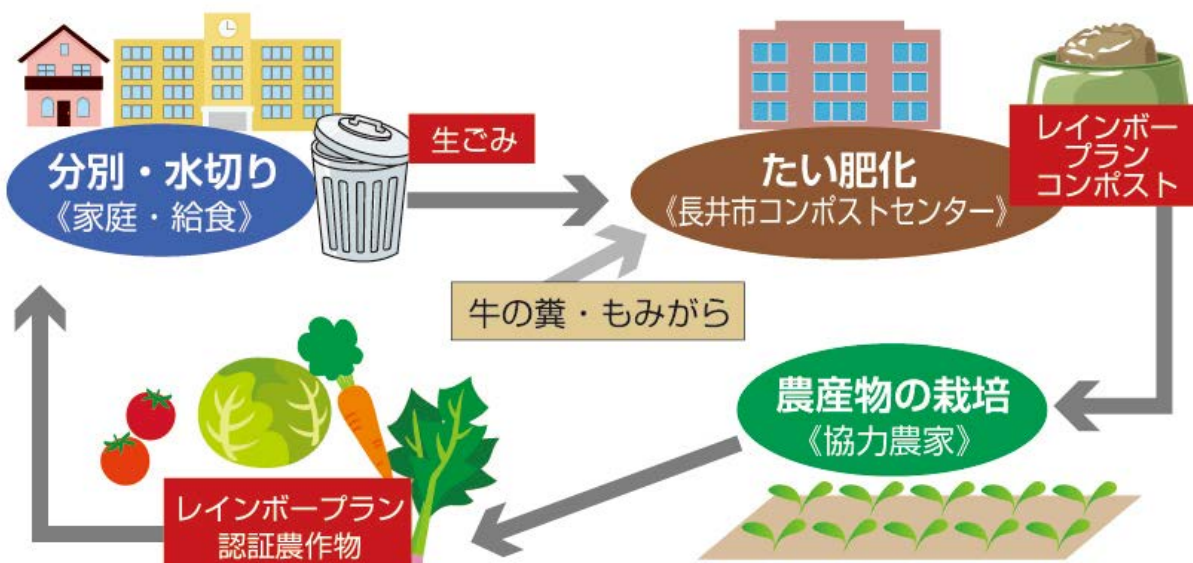 分別・水切り
《家庭・給食》
生ごみ
たい肥化
《長井市コンポストセンター》
レインボー
プラン
コンポスト
牛の糞・もみがら
農産物の栽培
《協力農家》
レインボープラン
認証農作物